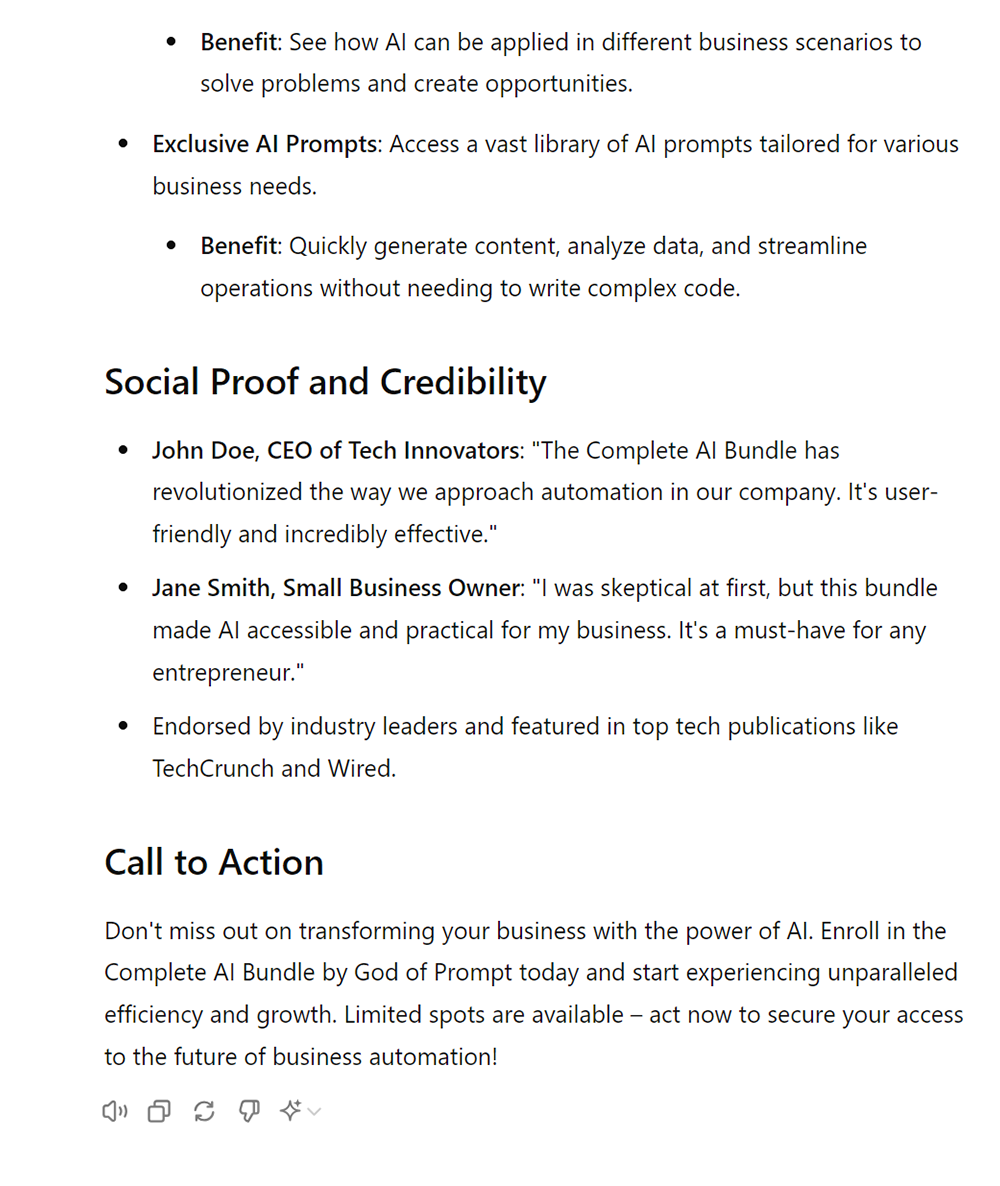 Benefit: See how AI can be applied in different business scenarios to
solve problems and create opportunities.
Exclusive AI Prompts: Access a vast library of AI prompts tailored for various
business needs.
Benefit: Quickly generate content, analyze data, and streamline
operations without needing to write complex code.
Social Proof and Credibility
John Doe, CEO of Tech Innovators: "The Complete AI Bundle has
revolutionized the way we approach automation in our company. It's user-
friendly and incredibly effective."
Jane Smith, Small Business Owner: "I was skeptical at first, but this bundle
made AI accessible and practical for my business. It's a must-have for any
entrepreneur."
Endorsed by industry leaders and featured in top tech publications like
TechCrunch and Wired.
Call to Action
Don't miss out on transforming your business with the power of AI. Enroll in the
Complete AI Bundle by God of Prompt today and start experiencing unparalleled
efficiency and growth. Limited spots are available – act now to secure your access
to the future of business automation!